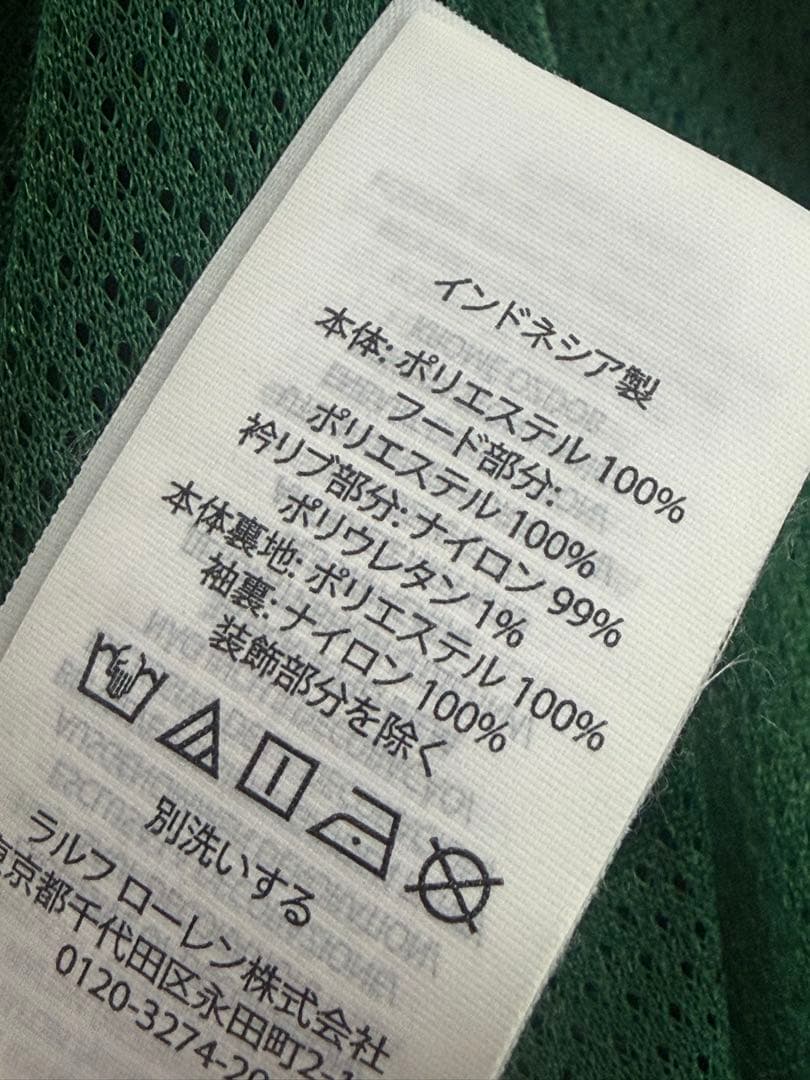 インドネシア製
本体: ポリエステル 100%
フード部分:
ポリエステル 100%
衿リブ部分: ナイロン 99%
ポリウレタン 1%
本体裏地: ポリエステル 100%
袖裏: ナイロン 100%
装飾部分を除く
別洗いする
ラルフ ローレン株式会社
東京都千代田区永田町2-1
0120-3274-20